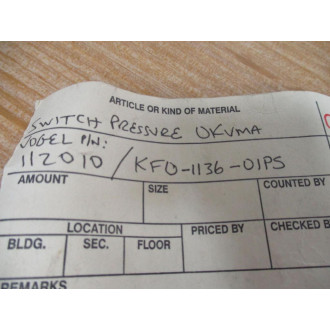 ARTICLE OR KIND OF MATERIAL
SWITCH PRESSURE OKUMA
VOGEL P/N:
112010 / KFO-1136-01PS
AMOUNT
SIZE
COUNTED BY
LOCATION
PRICED BY
CHECKED B
BLDG.
SEC.
FLOOR
REMARKS